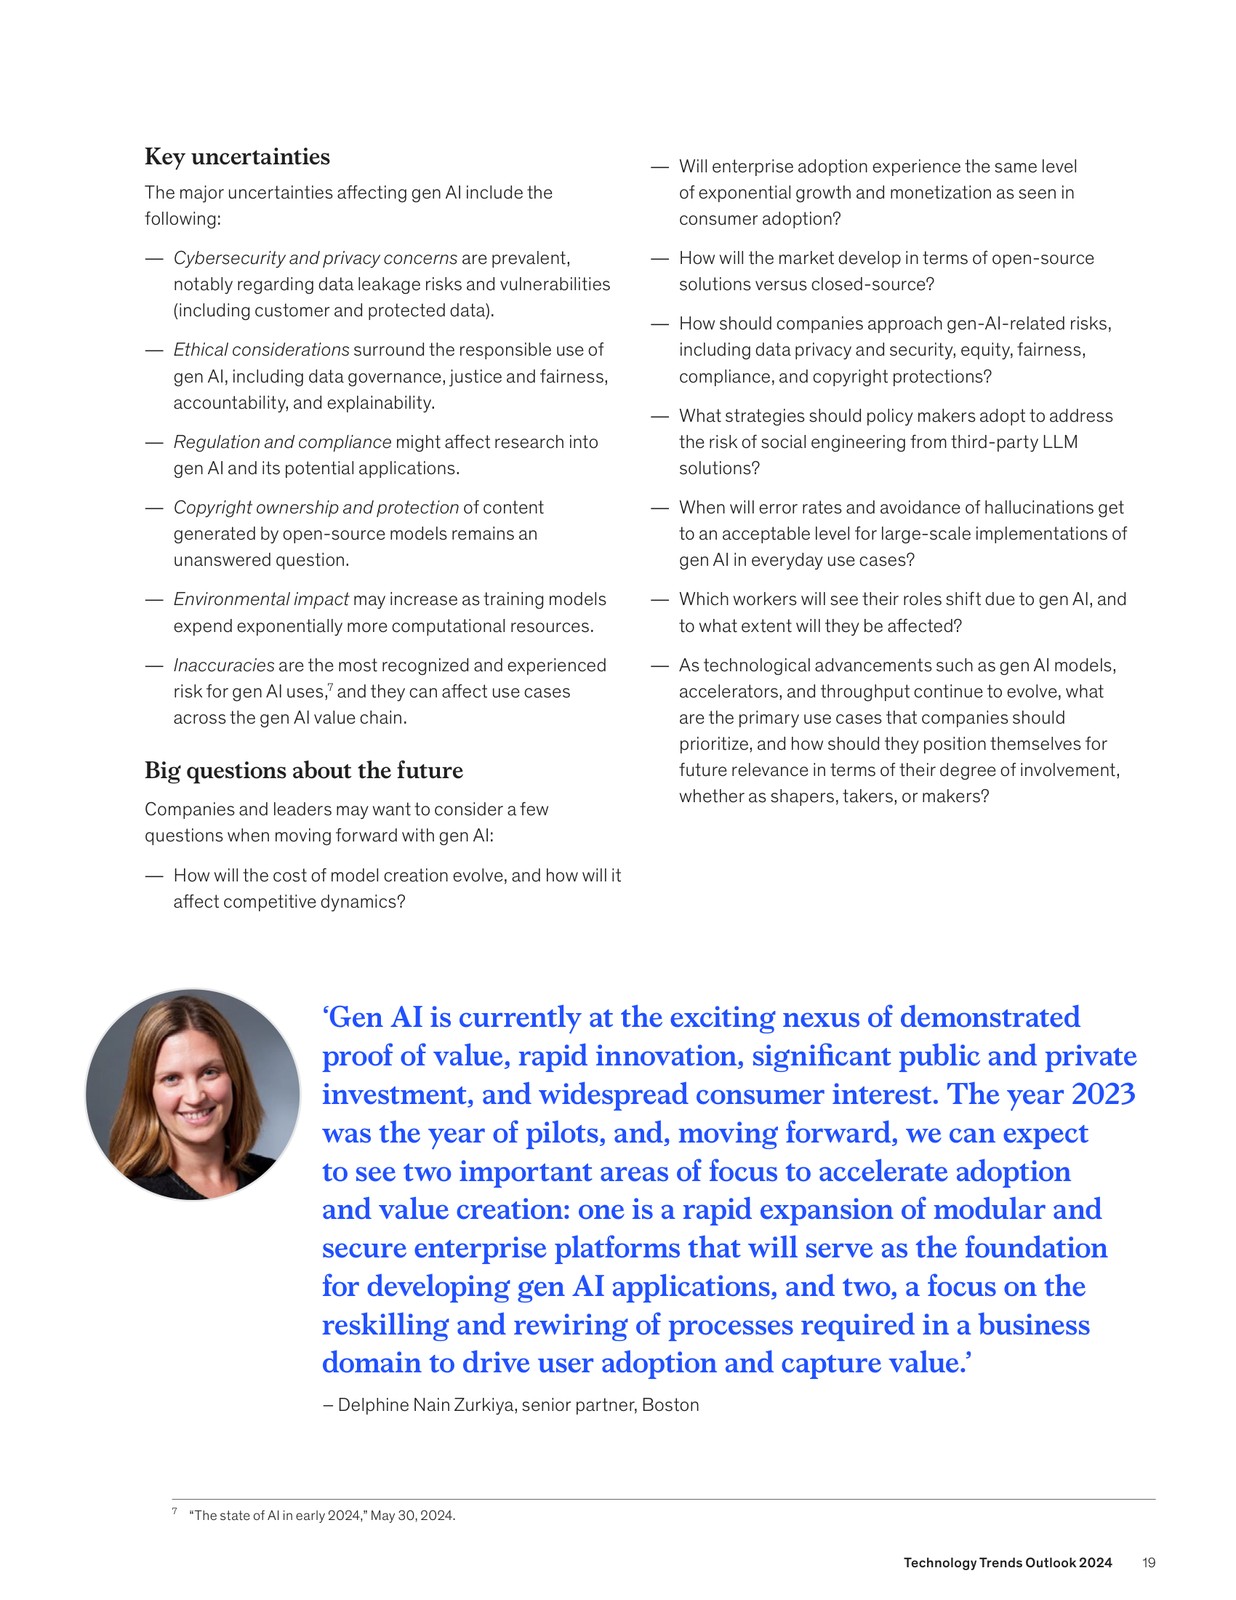 Key uncertainties
The major uncertainties affecting gen AI include the
following:
— Cybersecurity and privacy concerns are prevalent,
notably regarding data leakage risks and vulnerabilities
(including customer and protected data).
— Ethical considerations surround the responsible use of
gen AI, including data governance, justice and fairness,
accountability, and explainability.
— Regulation and compliance might affect research into
gen AI and its potential applications.
— Copyright ownership and protection of content
generated by open-source models remains an
unanswered question.
— Environmental impact may increase as training models
expend exponentially more computational resources.
— Inaccuracies are the most recognized and experienced
risk for gen AI uses,7 and they can affect use cases
across the gen AI value chain.
Big questions about the future
Companies and leaders may want to consider a few
questions when moving forward with gen AI:
— How will the cost of model creation evolve, and how will it
affect competitive dynamics?
— Will enterprise adoption experience the same level
of exponential growth and monetization as seen in
consumer adoption?
— How will the market develop in terms of open-source
solutions versus closed-source?
— How should companies approach gen-AI-related risks,
including data privacy and security, equity, fairness,
compliance, and copyright protections?
— What strategies should policy makers adopt to address
the risk of social engineering from third-party LLM
solutions?
— When will error rates and avoidance of hallucinations get
to an acceptable level for large-scale implementations of
gen AI in everyday use cases?
— Which workers will see their roles shift due to gen AI, and
to what extent will they be affected?
— As technological advancements such as gen AI models,
accelerators, and throughput continue to evolve, what
are the primary use cases that companies should
prioritize, and how should they position themselves for
future relevance in terms of their degree of involvement,
whether as shapers, takers, or makers?
‘Gen AI is currently at the exciting nexus of demonstrated
proof of value, rapid innovation, significant public and private
investment, and widespread consumer interest. The year 2023
was the year of pilots, and, moving forward, we can expect
to see two important areas of focus to accelerate adoption
and value creation: one is a rapid expansion of modular and
secure enterprise platforms that will serve as the foundation
for developing gen AI applications, and two, a focus on the
reskilling and rewiring of processes required in a business
domain to drive user adoption and capture value.’
– Delphine Nain Zurkiya, senior partner, Boston
7 “The state of AI in early 2024,” May 30, 2024.
Technology Trends Outlook 2024 19